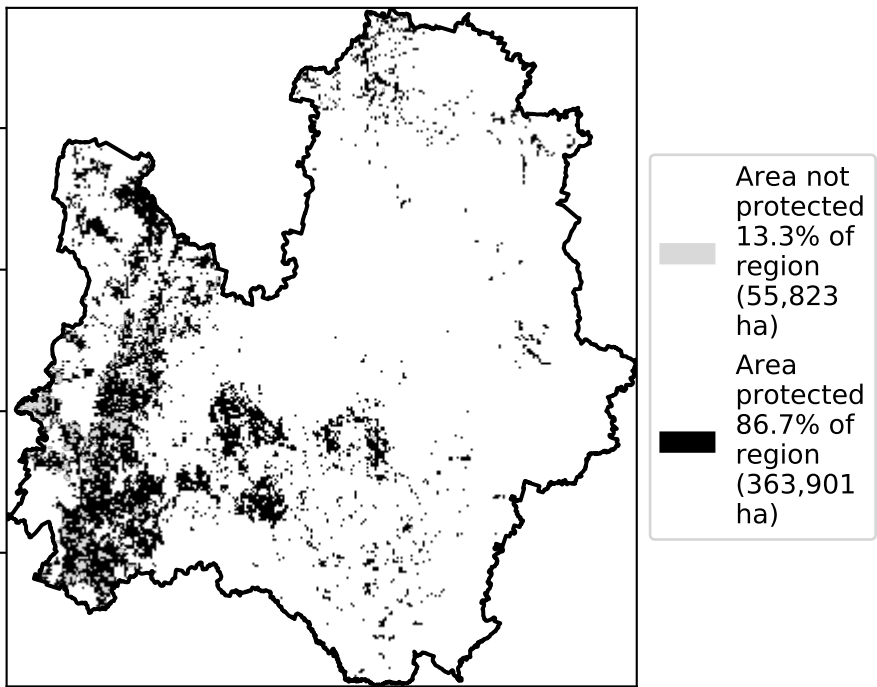 Area not
protected
13.3% of
region
(55,823
ha)
Area
protected
86.7% of
region
(363,901
ha)